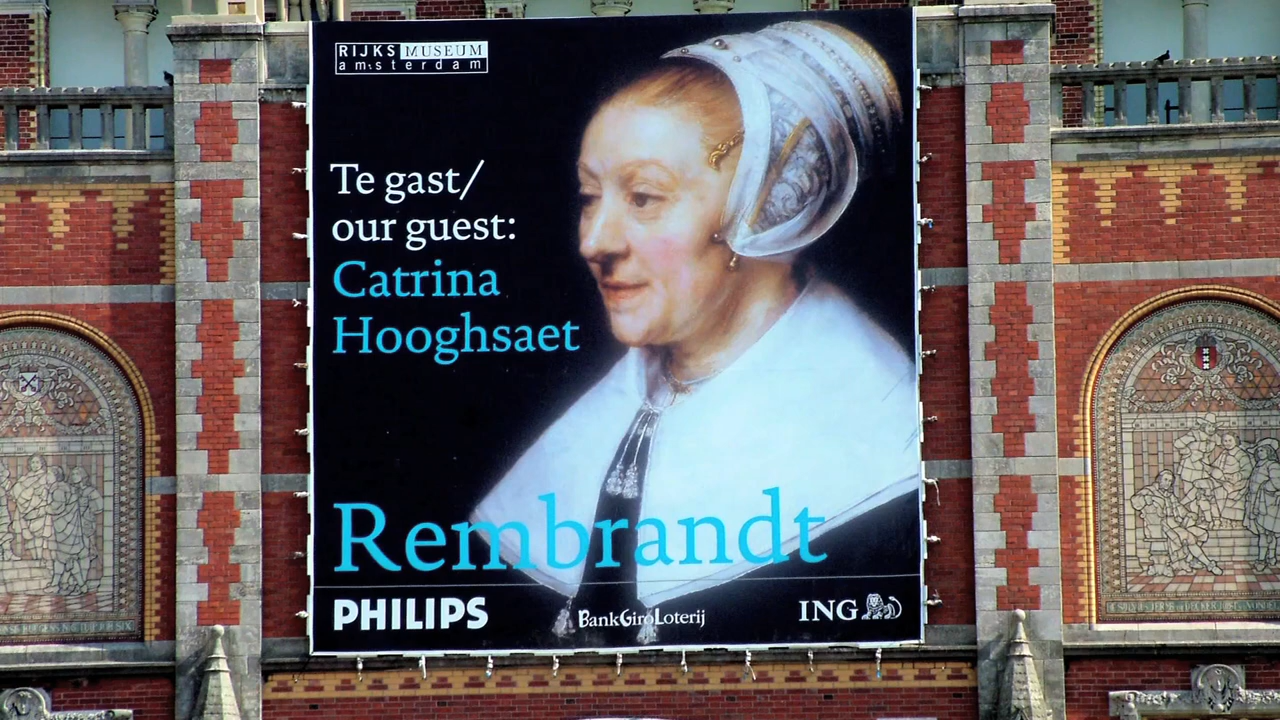 RIJKS MUSEUM
amsterdam
Te gast/
our guest:
Catrina
Hooghsaet
Rembrandt
PHILIPS
BankGiroLoterij
ING